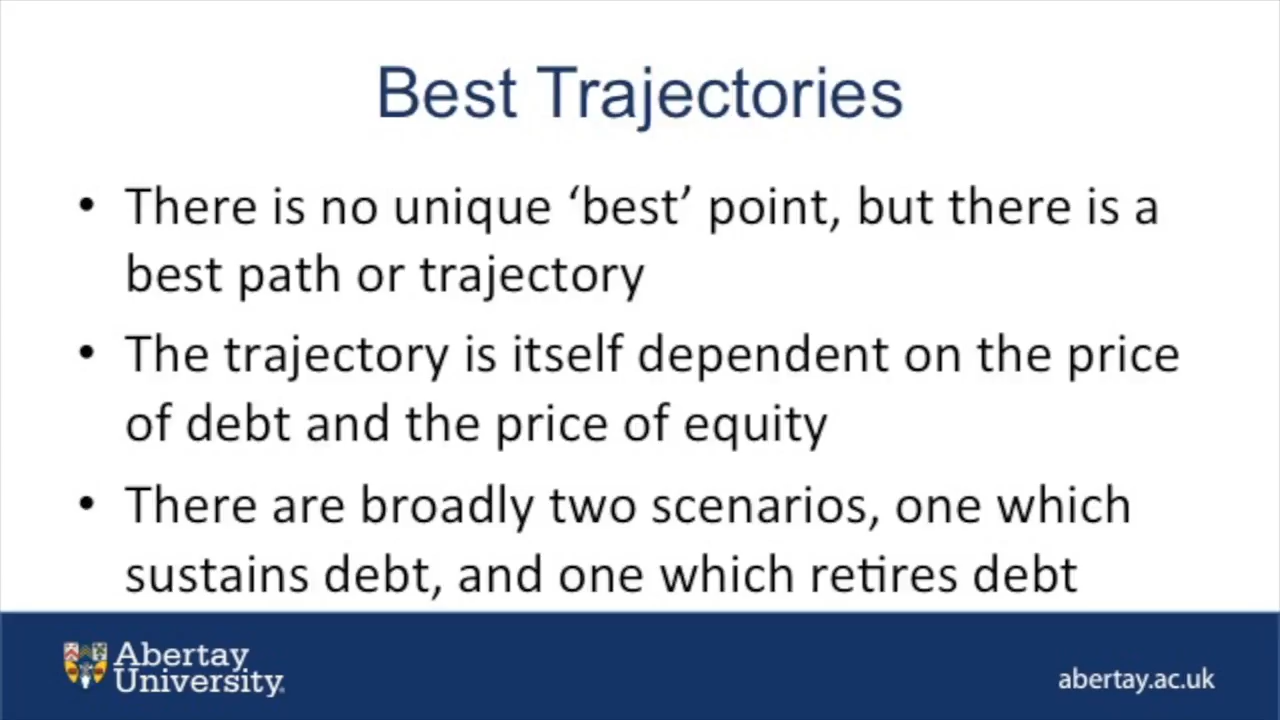 Best Trajectories
• There is no unique ‘best’ point, but there is a
best path or trajectory
• The trajectory is itself dependent on the price
of debt and the price of equity
• There are broadly two scenarios, one which
sustains debt, and one which retires debt
Abertay
University.
abertay.ac.uk